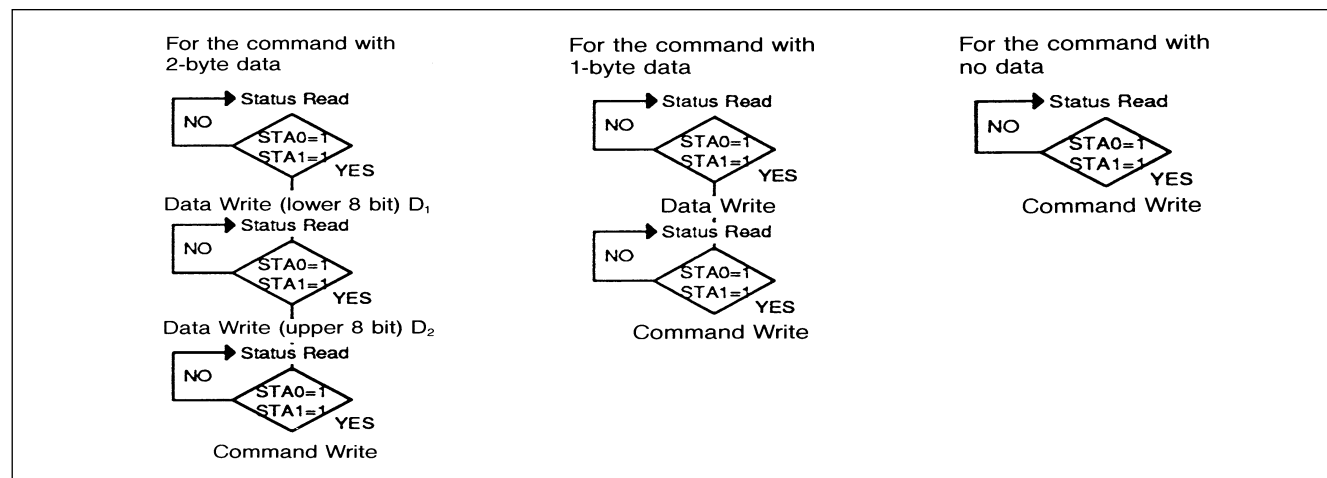 For the command with
2-byte data
Status Read
NO
STA0=1
STA1=1
YES
Data Write (lower 8 bit) D₁
Status Read
NO
STA0=1
STA1=1
YES
Data Write (upper 8 bit) D₂
Status Read
NO
STA0=1
STA1=1
YES
Command Write
For the command with
1-byte data
Status Read
NO
STA0=1
STA1=1
YES
Data Write
Status Read
NO
STA0=1
STA1=1
YES
Command Write
For the command with
no data
Status Read
NO
STA0=1
STA1=1
YES
Command Write